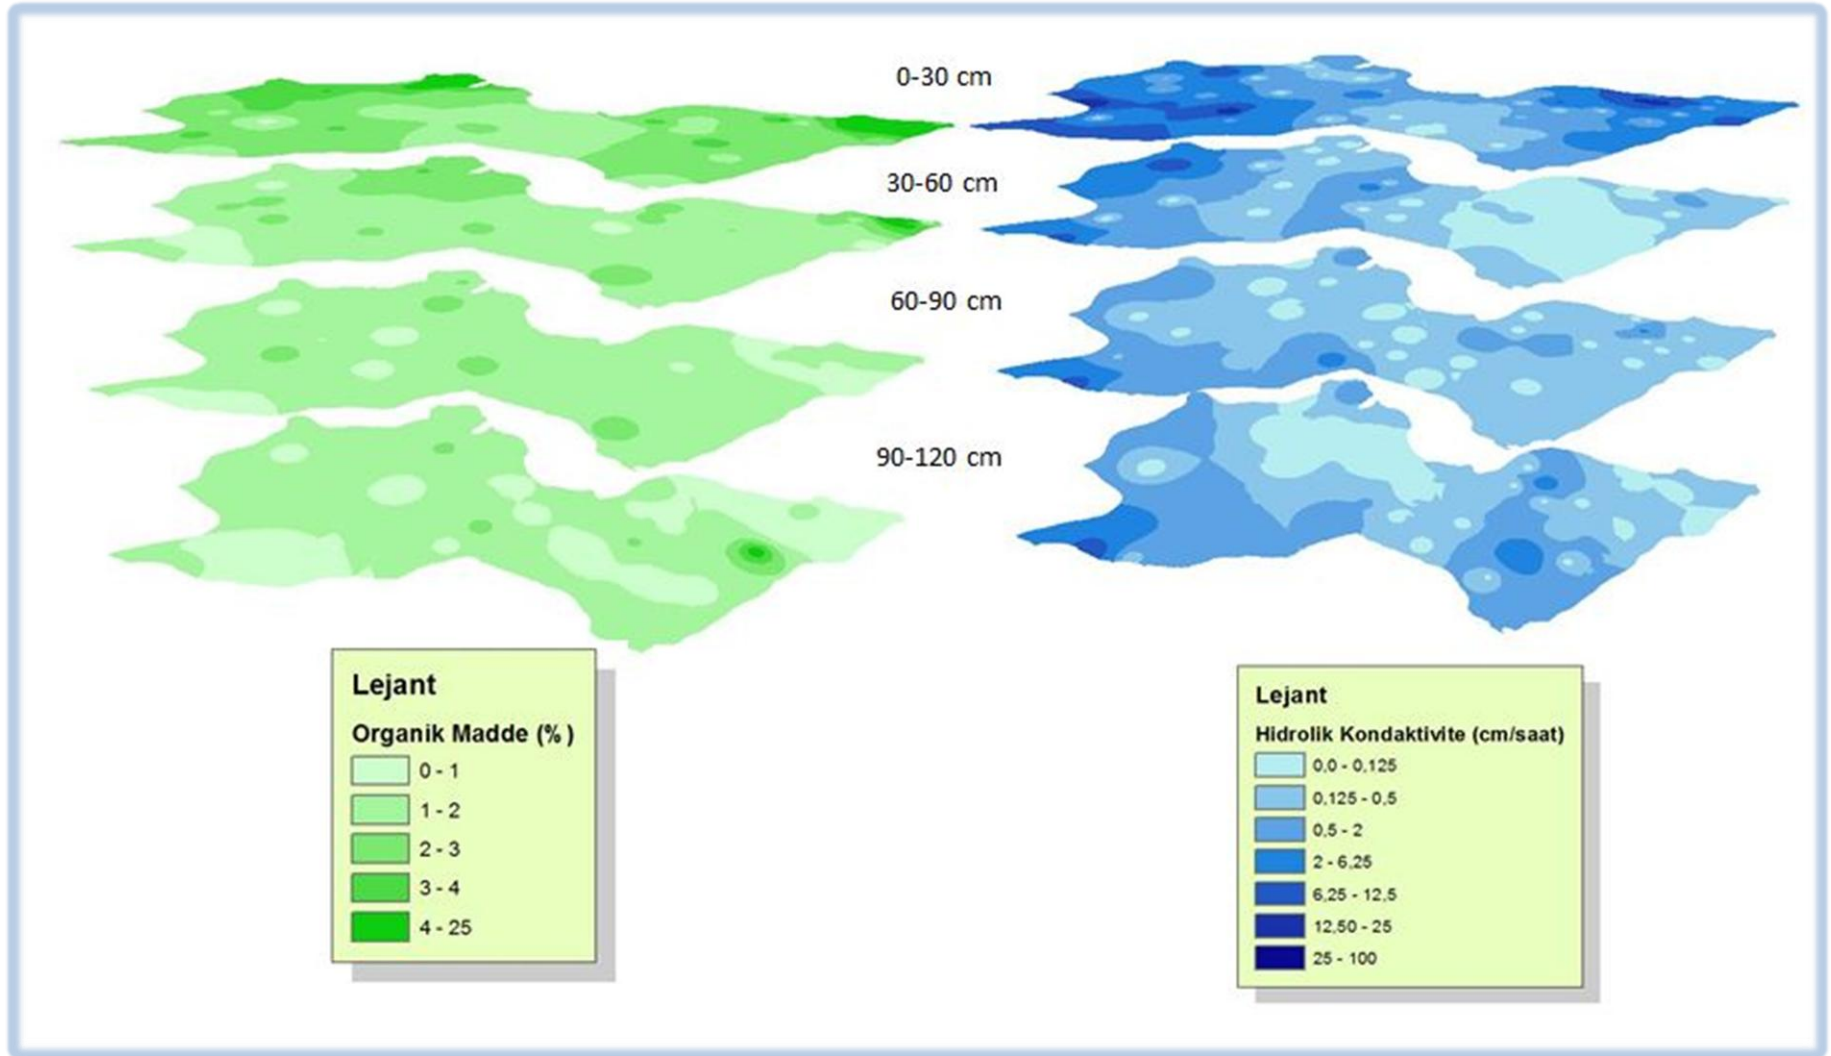 0-30 cm
30-60 cm
60-90 cm
90-120 cm
Lejant
Organik Madde (%)
0 - 1
1 - 2
2 - 3
3 - 4
4 - 25
Lejant
Hidrolik Kondaktivite (cm/saat)
0,0 - 0,125
0,125 - 0,5
0,5 - 2
2 - 6,25
6,25 - 12,5
12,50 - 25
25 - 100